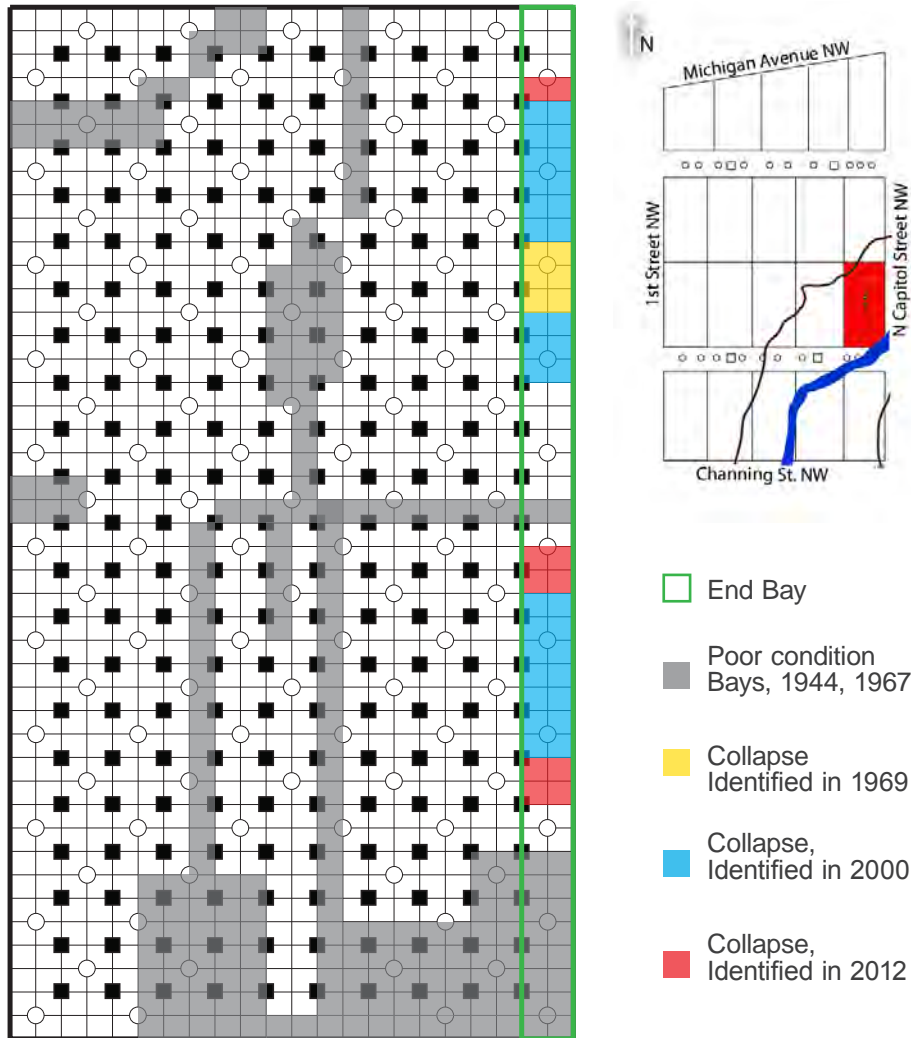 N
Michigan Avenue NW
1st Street NW
N Capitol Street NW
Channing St. NW
End Bay
Poor condition
Bays, 1944, 1967
Collapse
Identified in 1969
Collapse,
Identified in 2000
Collapse,
Identified in 2012